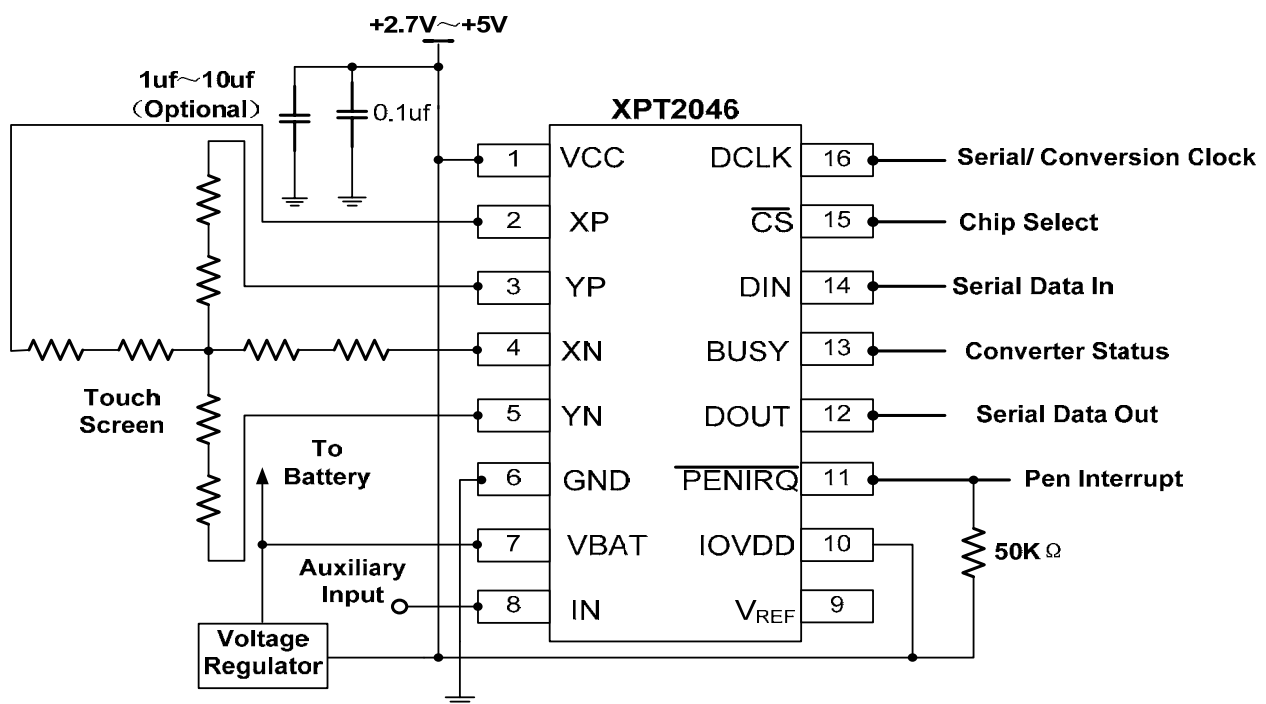 +2.7V～+5V
1uf～10uf
（Optional）
0.1uf
XPT2046
1 VCC DCLK 16 Serial/ Conversion Clock
2 XP CS 15 Chip Select
3 YP DIN 14 Serial Data In
4 XN BUSY 13 Converter Status
Touch
Screen
5 YN DOUT 12 Serial Data Out
To
Battery
6 GND PENIRQ 11 Pen Interrupt
7 VBAT IOVDD 10
50KΩ
Auxiliary
Input
8 IN VREF 9
Voltage
Regulator